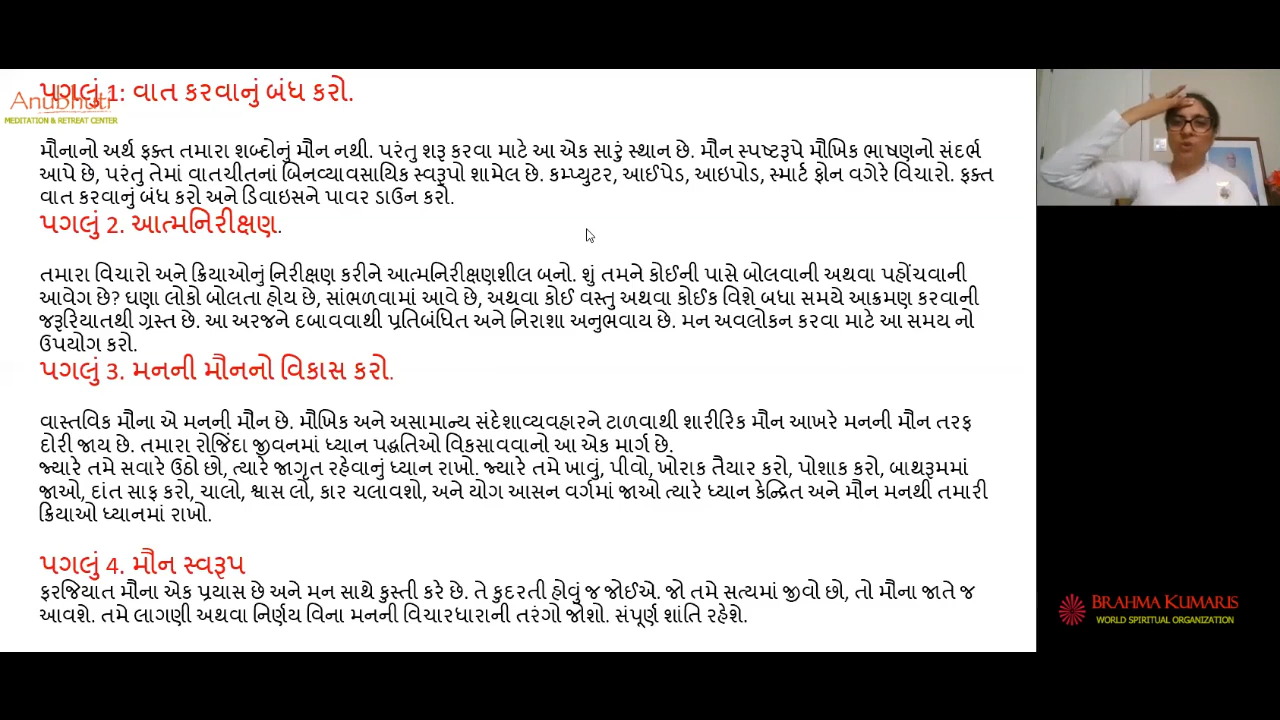 પગલું 1: વાત કરવાનું બંધ કરો.
Anubhuti
MEDITATION & RETREAT CENTER
મૌનાનો અર્થ ફક્ત તમારા શબ્દોનું મૌન નથી. પરંતુ શરૂ કરવા માટે આ એક સારું સ્થાન છે. મૌન સ્પષ્ટરૂપે મૌખિક ભાષણનો સંદર્ભ
આપે છે, પરંતુ તેમાં વાતચીતનાં બિનવ્યાવસાયિક સ્વરૂપો શામેલ છે. કમ્પ્યુટર, આઈપેડ, આઇપોડ, સ્માર્ટ ફોન વગેરે વિચારો. ફક્ત
વાત કરવાનું બંધ કરો અને ડિવાઇસને પાવર ડાઉન કરો.
પગલું 2. આત્મનિરીક્ષણ.
તમારા વિચારો અને ક્રિયાઓનું નિરીક્ષણ કરીને આત્મનિરીક્ષણશીલ બનો. શું તમને કોઈની પાસે બોલવાની અથવા પહોંચવાની
આવેગ છે? ઘણા લોકો બોલતા હોય છે, સાંભળવામાં આવે છે, અથવા કોઈ વસ્તુ અથવા કોઈક વિશે બધા સમયે આક્રમણ કરવાની
જરૂરિયાતથી ગ્રસ્ત છે. આ અરજને દબાવવાથી પ્રતિબંધિત અને નિરાશા અનુભવાય છે. મન અવલોકન કરવા માટે આ સમય નો
ઉપયોગ કરો.
પગલું 3. મનની મૌનનો વિકાસ કરો.
વાસ્તવિક મૌના એ મનની મૌન છે. મૌખિક અને અસામાન્ય સંદેશાવ્યવહારને ટાળવાથી શારીરિક મૌન આખરે મનની મૌન તરફ
દોરી જાય છે. તમારા રોજિંદા જીવનમાં ધ્યાન પદ્ધતિઓ વિકસાવવાનો આ એક માર્ગ છે.
જ્યારે તમે સવારે ઉઠો છો, ત્યારે જાગૃત રહેવાનું ધ્યાન રાખો. જ્યારે તમે ખાવું, પીવો, ખોરાક તૈયાર કરો, પોશાક કરો, બાથરૂમમાં
જાઓ, દાંત સાફ કરો, ચાલો, શ્વાસ લો, કાર ચલાવશો, અને યોગ આસન વર્ગમાં જાઓ ત્યારે ધ્યાન કેન્દ્રિત અને મૌન મનથી તમારી
ક્રિયાઓ ધ્યાનમાં રાખો.
પગલું 4. મૌન સ્વરૂપ
ફરજિયાત મૌના એક પ્રયાસ છે અને મન સાથે કુસ્તી કરે છે. તે કુદરતી હોવું જ જોઈએ. જો તમે સત્યમાં જીવો છો, તો મૌના જાતે જ
આવશે. તમે લાગણી અથવા નિર્ણય વિના મનની વિચારધારાની તરંગો જોશો. સંપૂર્ણ શાંતિ રહેશે.
BRAHMA KUMARIS
WORLD SPIRITUAL ORGANIZATION